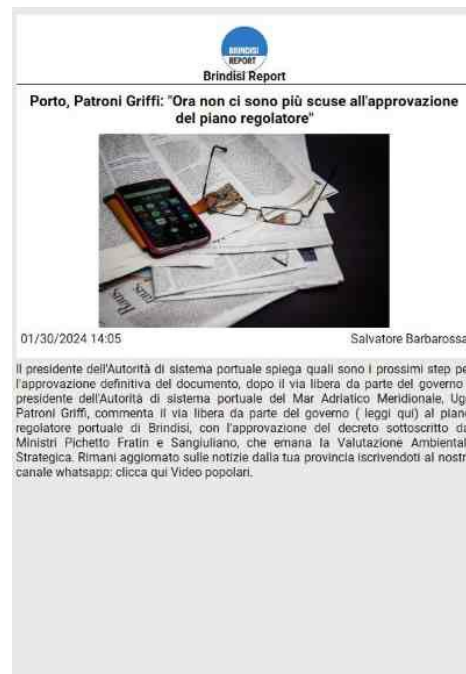 BRINDISI
REPORT
Brindisi Report
Porto, Patroni Griffi: "Ora non ci sono più scuse all'approvazione
del piano regolatore"
01/30/2024 14:05
Salvatore Barbarossa
Il presidente dell'Autorità di sistema portuale spiega quali sono i prossimi step pe
l'approvazione definitiva del documento, dopo il via libera da parte del governo
presidente dell'Autorità di sistema portuale del Mar Adriatico Meridionale, Ug
Patroni Griffi, commenta il via libera da parte del governo ( leggi qui) al pian
regolatore portuale di Brindisi, con l'approvazione del decreto sottoscritto da
Ministri Pichetto Fratin e Sangiuliano, che emana la Valutazione Ambiental
Strategica. Rimani aggiornato sulle notizie dalla tua provincia iscrivendoti al nostr
canale whatsapp: clicca qui Video popolari.